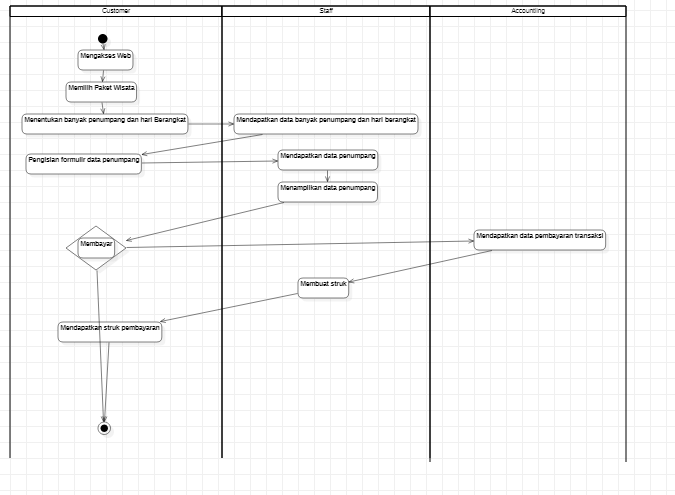 Customer
Staff
Accounting
Mengakses Web
Memilih Paket Wisata
Menentukan banyak penumpang dan hari Berangkat
Mendapatkan data banyak penumpang dan hari berangkat
Pengisian formulir data penumpang
Mendapatkan data penumpang
Menampilkan data penumpang
Membayar
Mendapatkan data pembayaran transaksi
Membuat struk
Mendapatkan struk pembayaran